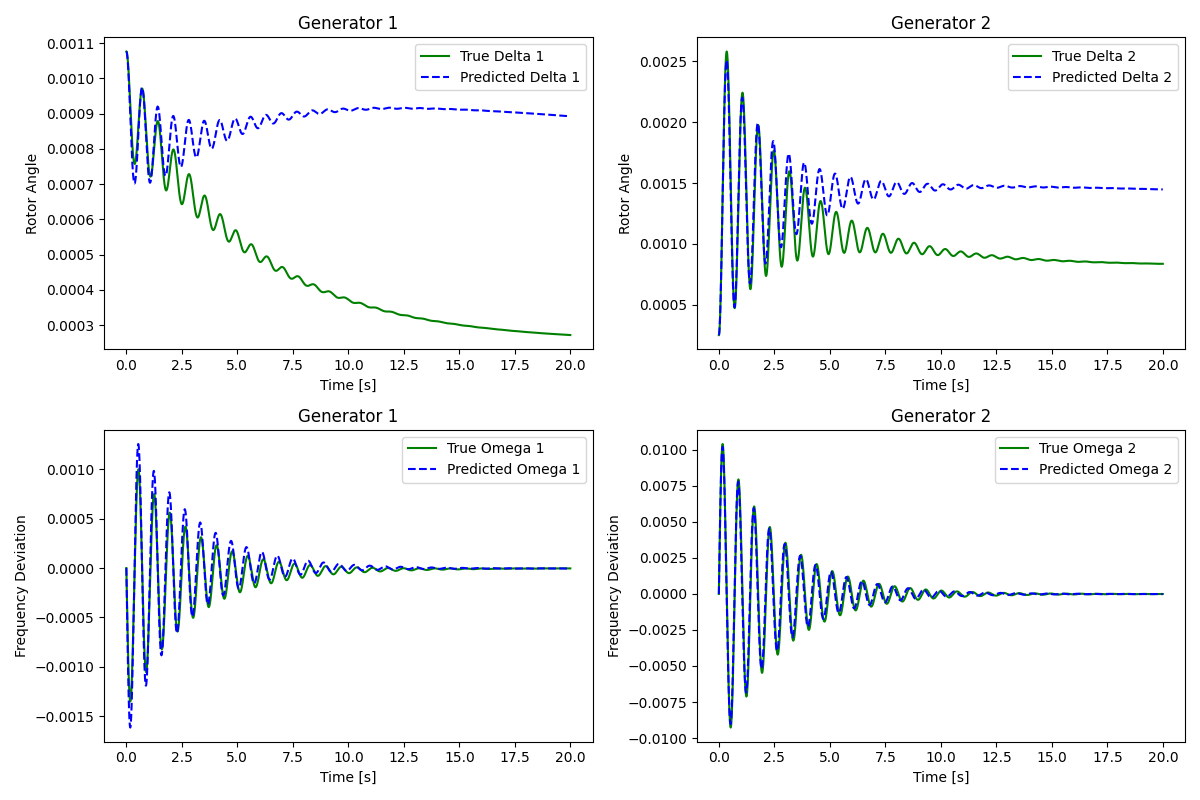 Generator 1
True Delta 1
Predicted Delta 1
Rotor Angle
0.0011
0.0010
0.0009
0.0008
0.0007
0.0006
0.0005
0.0004
0.0003
0.0 2.5 5.0 7.5 10.0 12.5 15.0 17.5 20.0
Time [s]
Generator 2
True Delta 2
Predicted Delta 2
Rotor Angle
0.0025
0.0020
0.0015
0.0010
0.0005
0.0 2.5 5.0 7.5 10.0 12.5 15.0 17.5 20.0
Time [s]
Generator 1
True Omega 1
Predicted Omega 1
Frequency Deviation
0.0010
0.0005
0.0000
−0.0005
−0.0010
−0.0015
0.0 2.5 5.0 7.5 10.0 12.5 15.0 17.5 20.0
Time [s]
Generator 2
True Omega 2
Predicted Omega 2
Frequency Deviation
0.0100
0.0075
0.0050
0.0025
0.0000
−0.0025
−0.0050
−0.0075
−0.0100
0.0 2.5 5.0 7.5 10.0 12.5 15.0 17.5 20.0
Time [s]